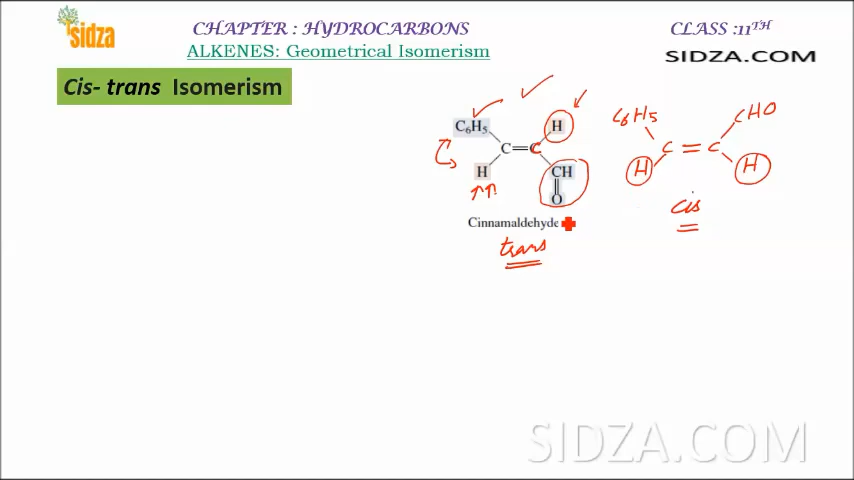 sidza
CHAPTER : HYDROCARBONS
CLASS :11TH
ALKENES: Geometrical Isomerism
SIDZA.COM
Cis- trans Isomerism
C6H5 H
C=C
H CH
O
Cinnamaldehyde
trans
C6H5 CHO
C=C
H H
cis
SIDZA.COM